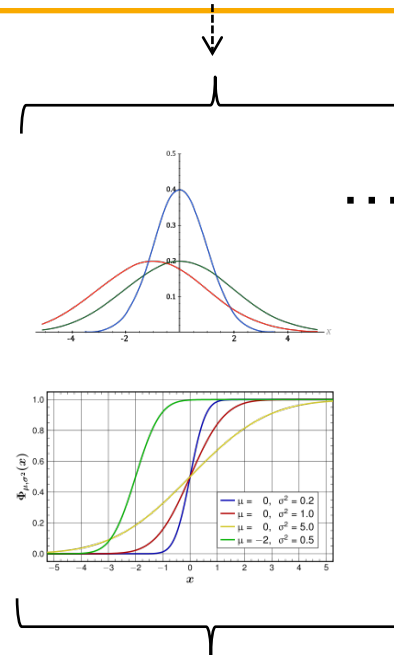 0.5
0.4
0.3
0.2
0.1
-4 -2 2 4 x
1.0
0.8
0.6
0.4
0.2
0.0
Φμ,σ²(x)
μ = 0, σ² = 0.2
μ = 0, σ² = 1.0
μ = 0, σ² = 5.0
μ = −2, σ² = 0.5
−5 −4 −3 −2 −1 0 1 2 3 4 5
x